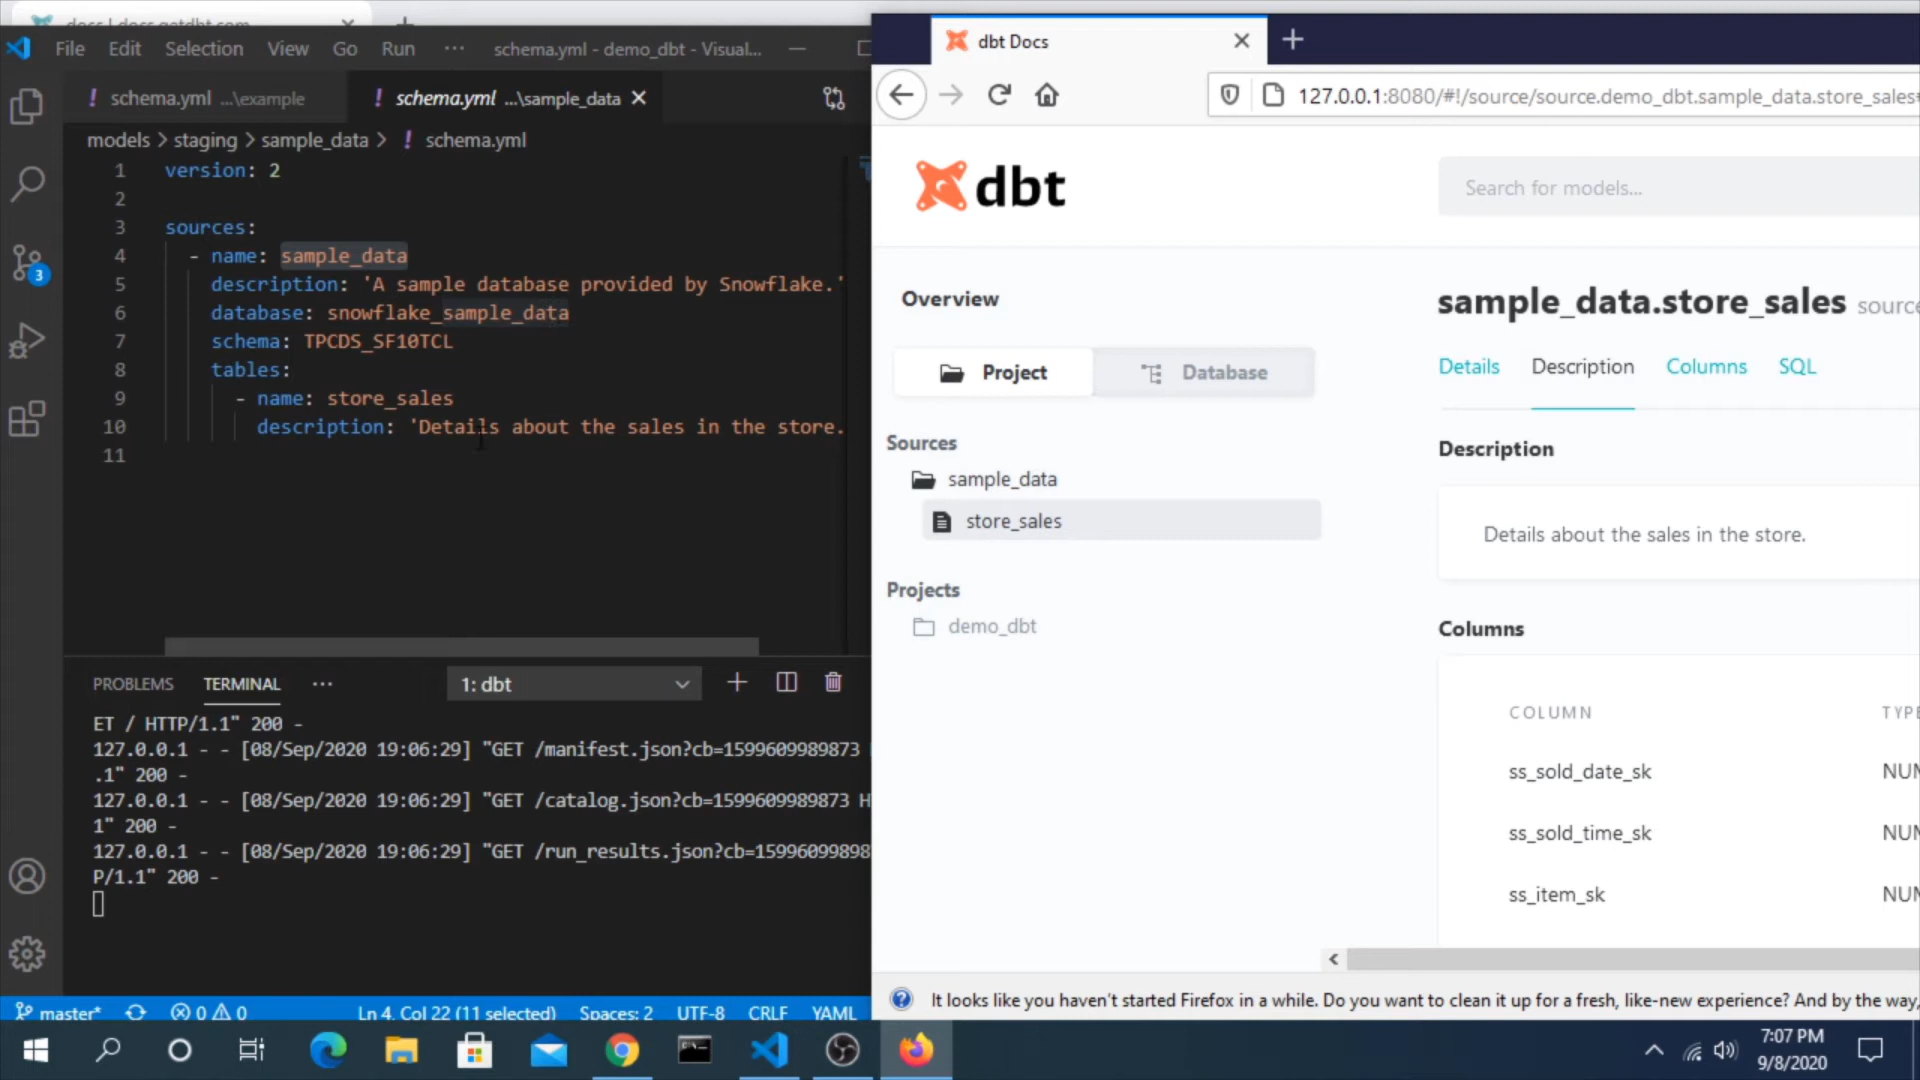 docs | docs.getdbt.com
File Edit Selection View Go Run ··· schema.yml - demo_dbt - Visual...
! schema.yml ...\example ! schema.yml ...\sample_data
models > staging > sample_data > ! schema.yml
1 version: 2
2
3 sources:
4 - name: sample_data
5 description: 'A sample database provided by Snowflake.'
6 database: snowflake_sample_data
7 schema: TPCDS_SF10TCL
8 tables:
9 - name: store_sales
10 description: 'Details about the sales in the store.
11
PROBLEMS TERMINAL ··· 1: dbt
ET / HTTP/1.1" 200 -
127.0.0.1 - - [08/Sep/2020 19:06:29] "GET /manifest.json?cb=1599609989873
.1" 200 -
127.0.0.1 - - [08/Sep/2020 19:06:29] "GET /catalog.json?cb=1599609989873 H
1" 200 -
127.0.0.1 - - [08/Sep/2020 19:06:29] "GET /run_results.json?cb=15996099898
P/1.1" 200 -
3
master* 0 0 Ln 4, Col 22 (11 selected) Spaces: 2 UTF-8 CRLF YAML
dbt Docs
127.0.0.1:8080/#!/source/source.demo_dbt.sample_data.store_sales
dbt
Search for models...
Overview
Project Database
Sources
sample_data
store_sales
Projects
demo_dbt
sample_data.store_sales source
Details Description Columns SQL
Description
Details about the sales in the store.
Columns
COLUMN TYPE
ss_sold_date_sk NUM
ss_sold_time_sk NUM
ss_item_sk NUM
It looks like you haven't started Firefox in a while. Do you want to clean it up for a fresh, like-new experience? And by the way,
7:07 PM
9/8/2020